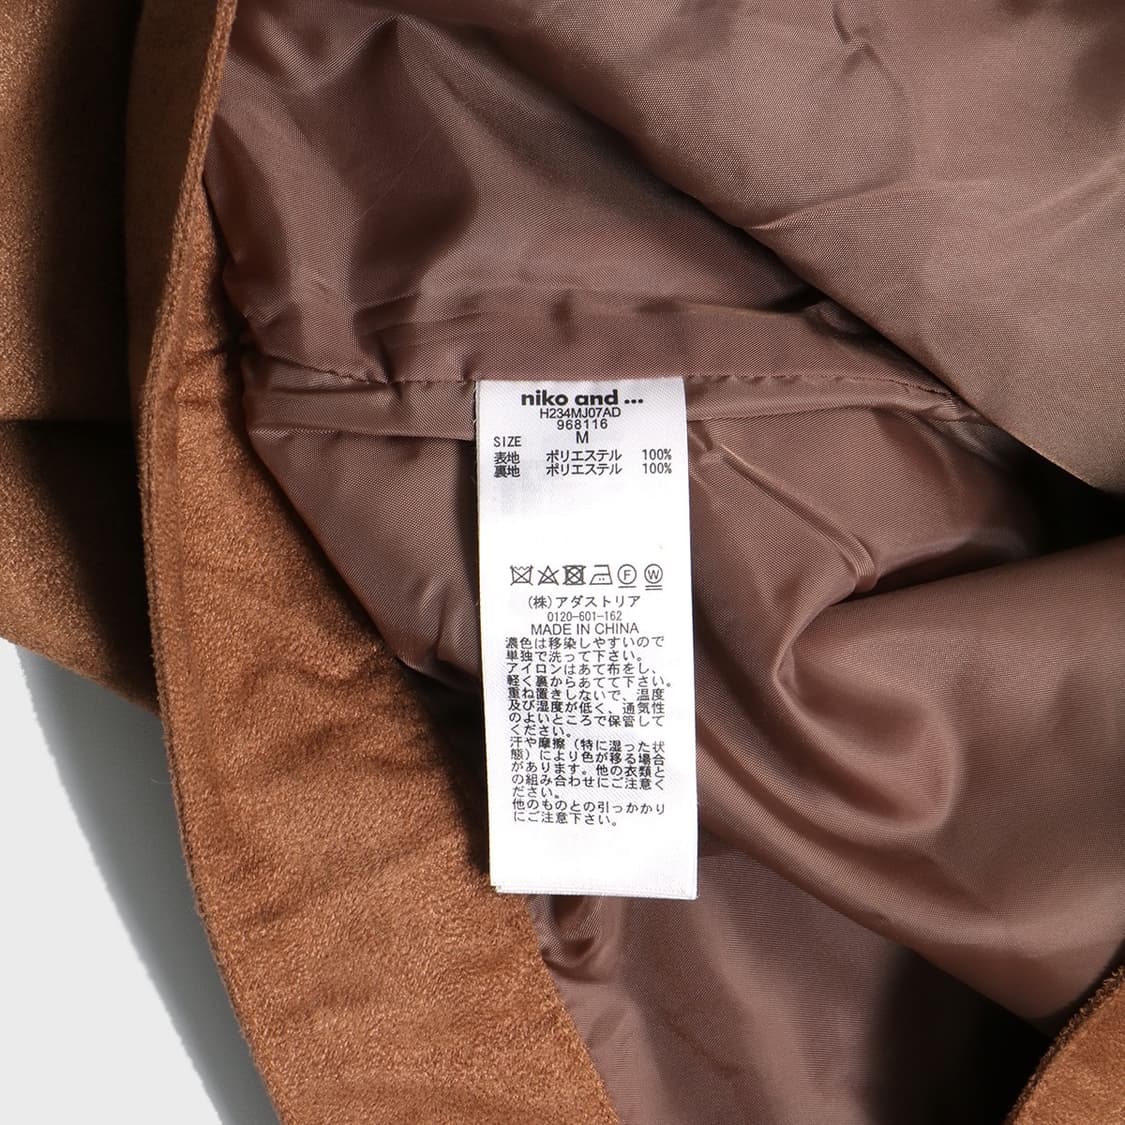 niko and ...
H234MJ07AD
968116
SIZE M
表地 ポリエステル 100%
裏地 ポリエステル 100%
F W
(株)アダストリア
0120-601-162
MADE IN CHINA
濃色は移染しやすいので
単独で洗って下さい。
アイロンはあて布をし、
軽く裏からあてて下さい。
重ね置きしないで、温度
及び湿度が低く、通気性
のよいところで保管して
ください。
汗や摩擦(特に湿った状
態)により色が移る場合
があります。他の衣類と
の組み合わせにご注意く
ださい。
他のものとの引っかかり
にご注意下さい。